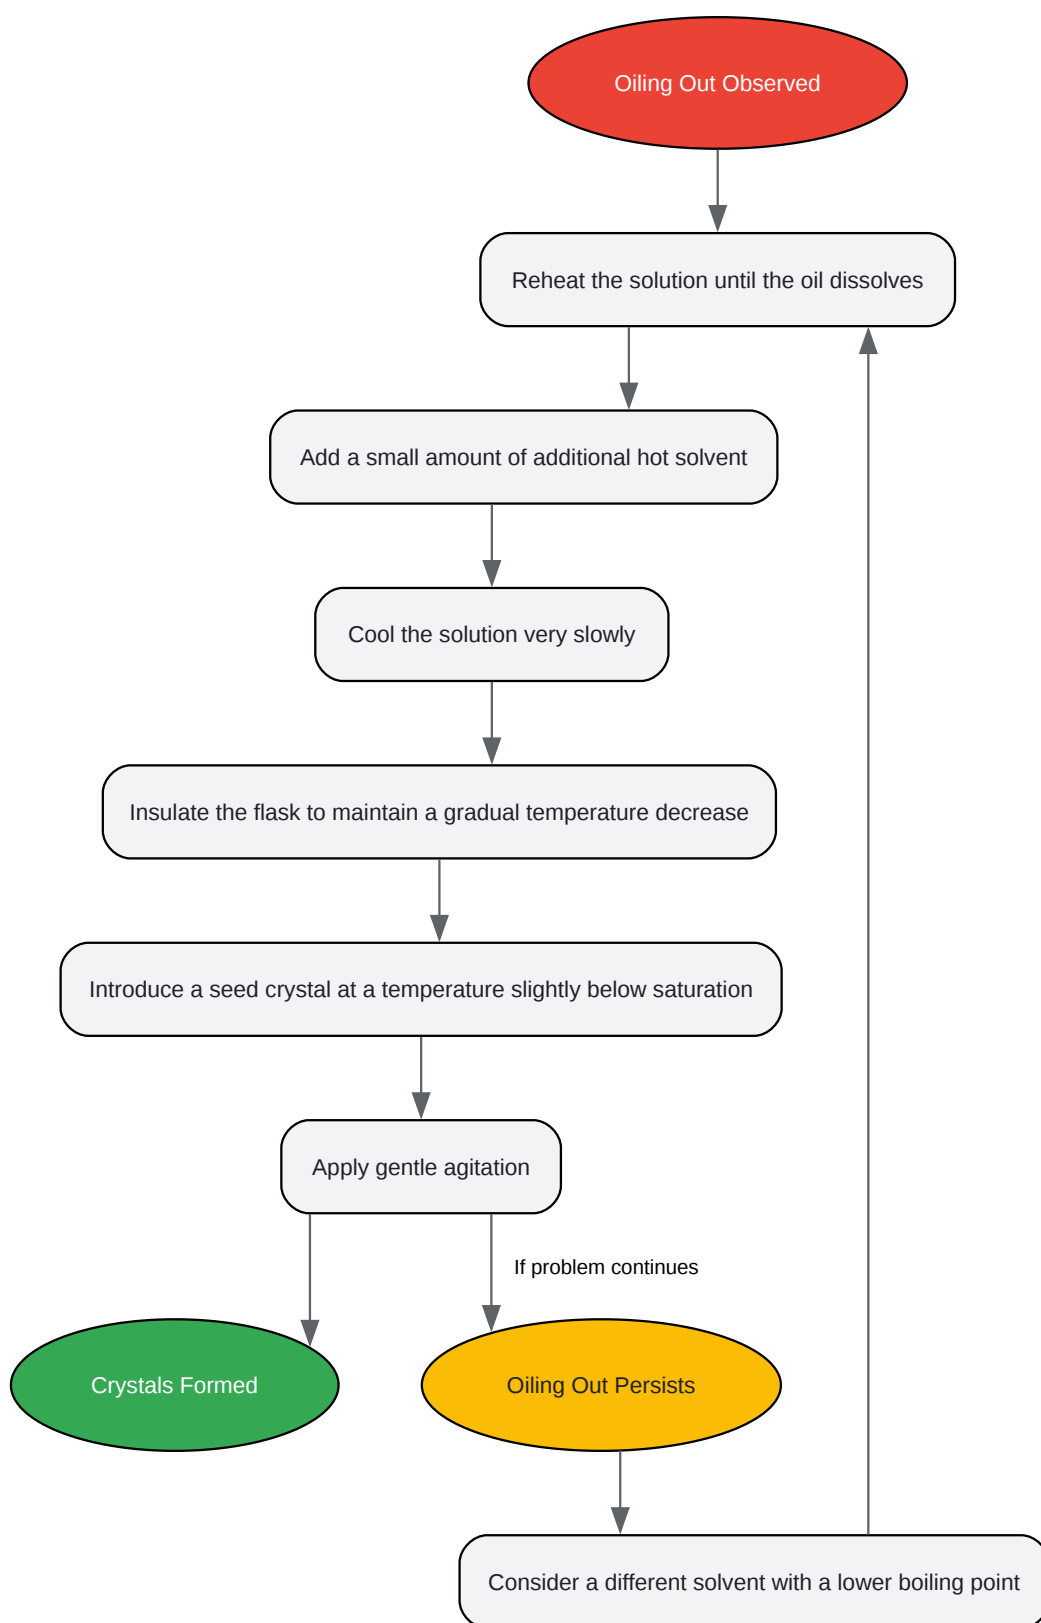 Oiling Out Observed
Reheat the solution until the oil dissolves
Add a small amount of additional hot solvent
Cool the solution very slowly
Insulate the flask to maintain a gradual temperature decrease
Introduce a seed crystal at a temperature slightly below saturation
Apply gentle agitation
If problem continues
Crystals Formed
Oiling Out Persists
Consider a different solvent with a lower boiling point